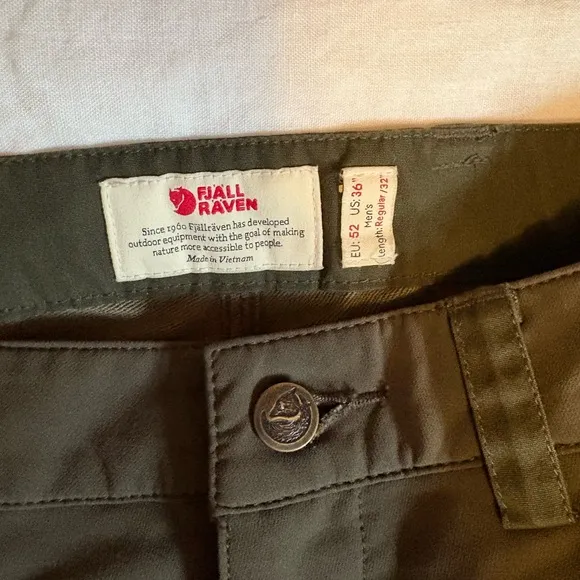 FJÄLL
RÄVEN
Since 1960 Fjällräven has developed
outdoor equipment with the goal of making
nature more accessible to people.
Made in Vietnam
EU: 52 US: 36"
Men's
Length: Regular/32"